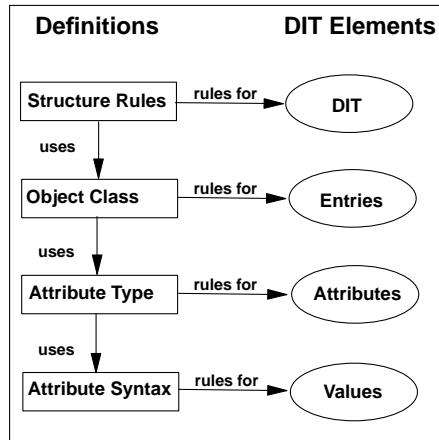 Definitions DIT Elements
Structure Rules rules for DIT
uses
Object Class rules for Entries
uses
Attribute Type rules for Attributes
uses
Attribute Syntax rules for Values